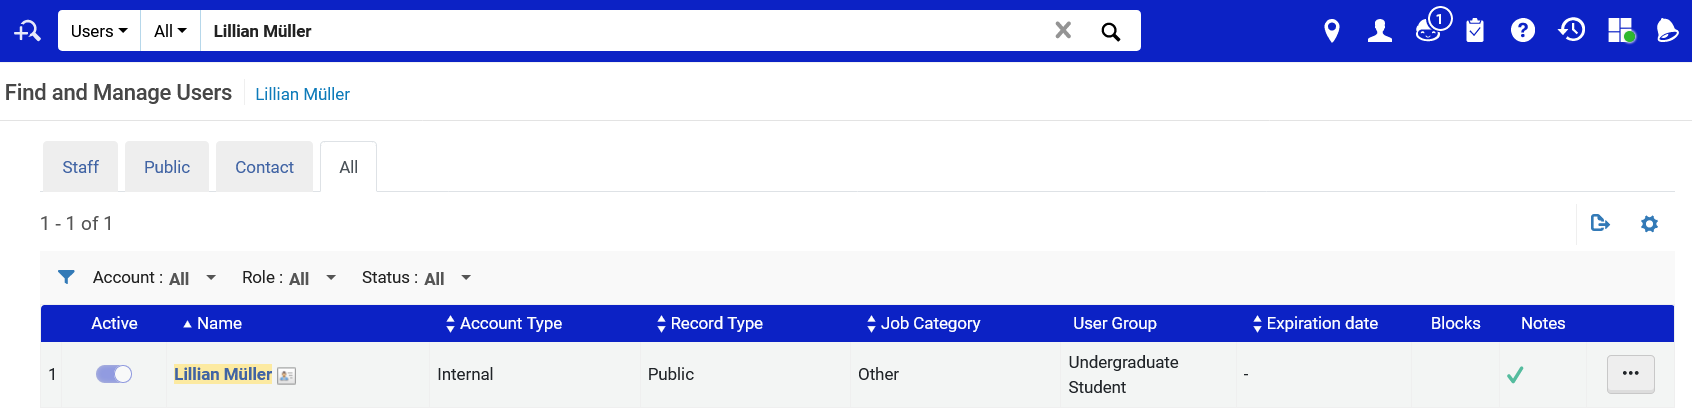 Users All Lillian Müller 1
Find and Manage Users Lillian Müller
Staff Public Contact All
1 - 1 of 1
Account : All Role : All Status : All
Active Name Account Type Record Type Job Category User Group Expiration date Blocks Notes
1 Lillian Müller Internal Public Other Undergraduate Student -